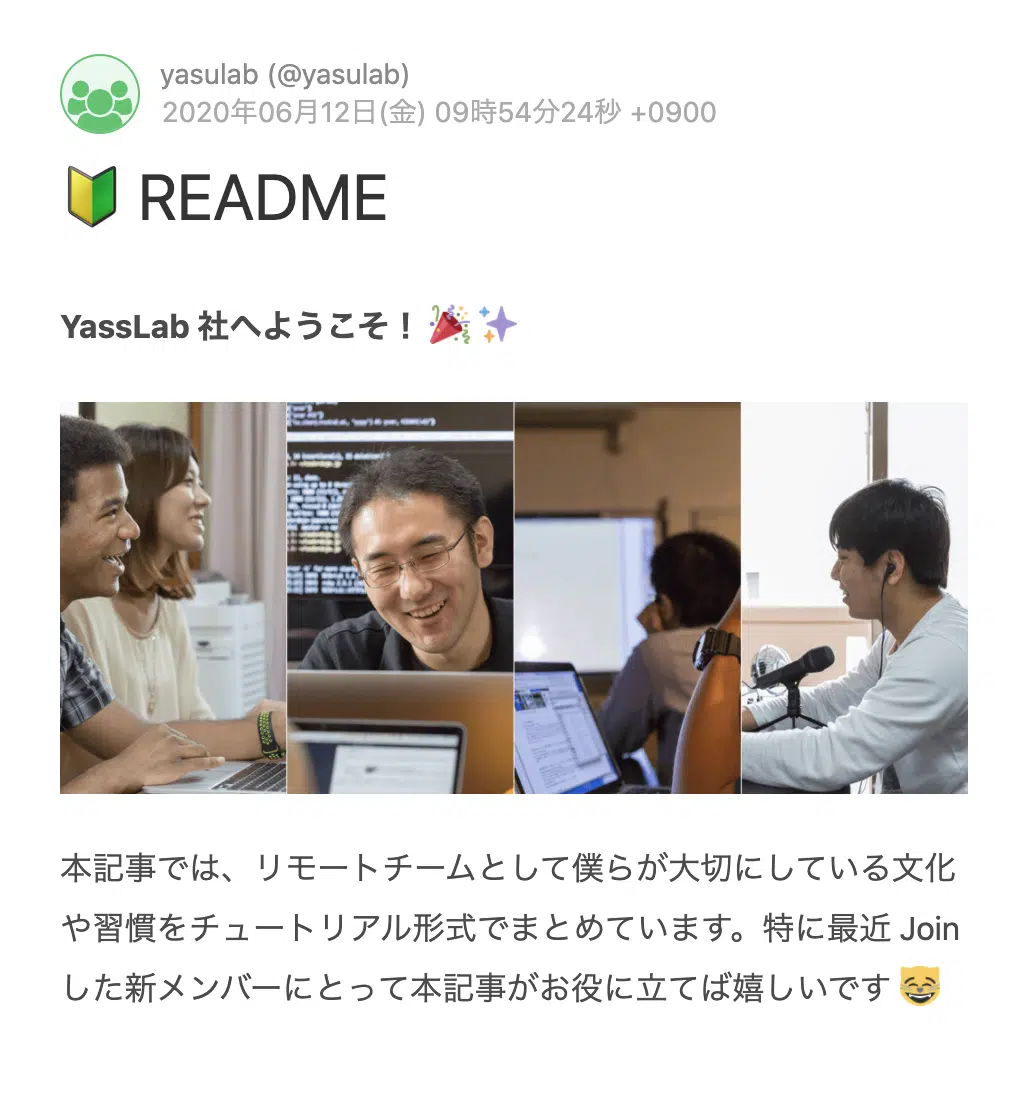 yasulab (@yasulab)
2020年06月12日(金) 09時54分24秒 +0900
🔰 README
YassLab 社へようこそ！🎉✨
本記事では、リモートチームとして僕らが大切にしている文化
や習慣をチュートリアル形式でまとめています。特に最近 Join
した新メンバーにとって本記事がお役に立てば嬉しいです 😸